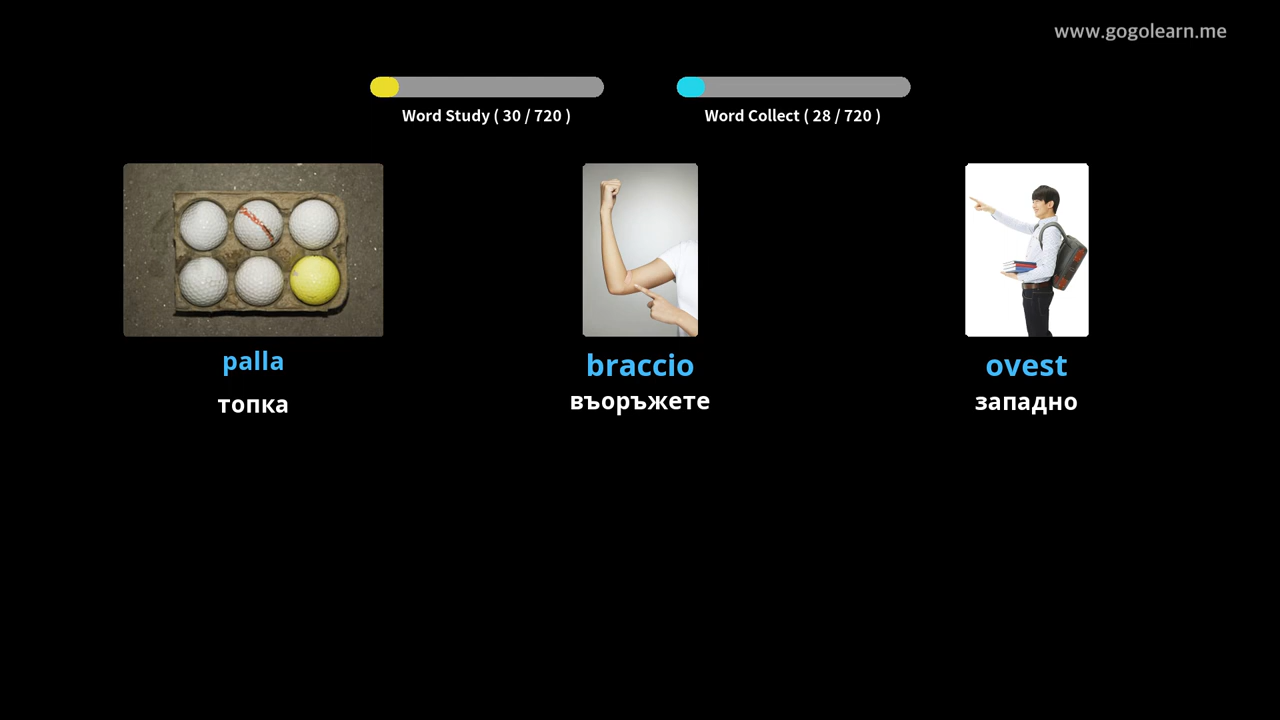 www.gogolearn.me
Word Study ( 30 / 720 )
Word Collect ( 28 / 720 )
palla
braccio
ovest
топка
въоръжете
западно